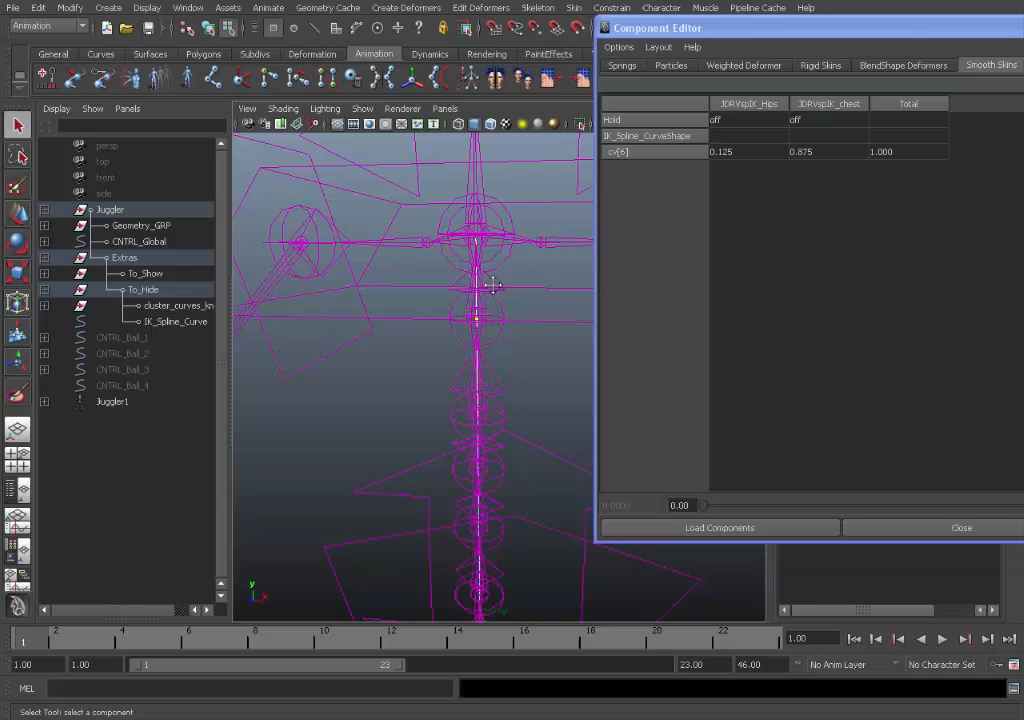 File Edit Modify Create Display Window Assets Animate Geometry Cache Create Deformers Edit Deformers Skeleton Skin Constrain Character Muscle Pipeline Cache Help
Animation
General Curves Surfaces Polygons Subdivs Deformation Animation Dynamics Rendering PaintEffects
Display Show Panels
View Shading Lighting Show Renderer Panels
persp
top
front
side
Juggler
Geometry_GRP
CNTRL_Global
Extras
To_Show
To_Hide
cluster_curves_kn
IK_Spline_Curve
CNTRL_Ball_1
CNTRL_Ball_2
CNTRL_Ball_3
CNTRL_Ball_4
Juggler1
y
x
Component Editor
Options Layout Help
Springs Particles Weighted Deformer Rigid Skins BlendShape Deformers Smooth Skins
JDRVspIK_Hips JDRVspIK_chest Total
Hold off off
IK_Spline_CurveShape
cv[6] 0.125 0.875 1.000
0.0000 0.00
Load Components Close
1 2 4 6 8 10 12 14 16 18 20 22 1.00
1.00 1.00 1 23 23.00 46.00 No Anim Layer No Character Set
MEL
Select Tool: select a component